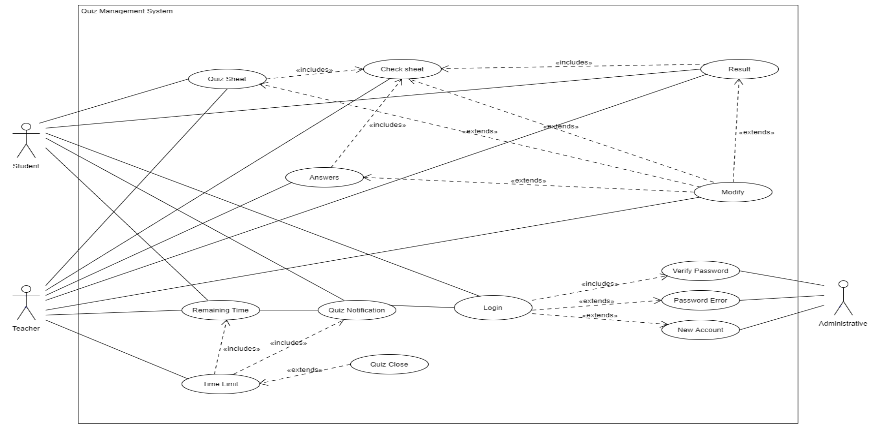 Quiz Management System
«includes»
«includes»
Quiz Sheet
Check sheet
Result
«includes»
«extends»
«extends»
«extends»
Student
Answers
«extends»
Modify
Verify Password
«includes»
Password Error
«extends»
Teacher
Remaining Time
Quiz Notification
Login
«extends»
New Account
Administrative
«includes»
«includes»
Quiz Close
«extends»
Time Limit